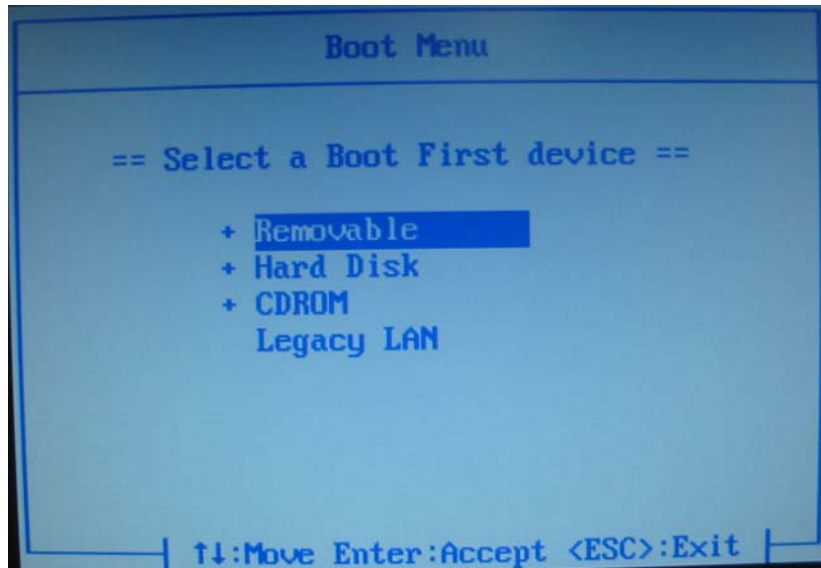 Boot Menu
== Select a Boot First device ==
+ Removable
+ Hard Disk
+ CDROM
Legacy LAN
↑↓:Move Enter:Accept <ESC>:Exit